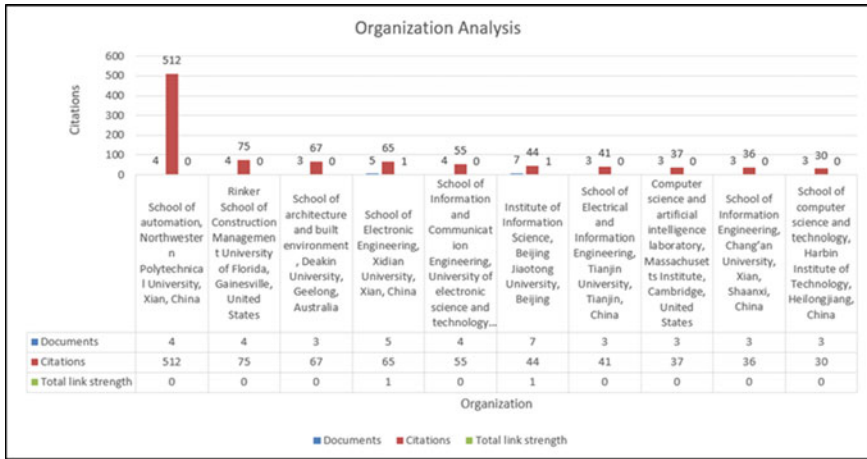 Organization Analysis
600
500
400
300
200
100
0
Citations
512
4 0
75
4 0
67
3 0
65
5 1
55
4 0
44
7 1
41
3 0
37
3 0
36
3 0
30
3 0
School of
automation,
Northwester
n
Polytechnica
l University,
Xian, China
Rinker
School of
Construction
Managemen
t University
of Florida,
Gainesville,
United
States
School of
architecture
and built
environment
, Deakin
University,
Geelong,
Australia
School of
Electronic
Engineering,
Xidian
University,
Xian, China
School of
Information
and
Communicat
ion
Engineering,
University of
electronic
science and
technology...
Institute of
Information
Science,
Beijing
Jiaotong
University,
Beijing
School of
Electrical
and
Information
Engineering,
Tianjin
University,
Tianjin,
China
Computer
science and
artificial
intelligence
laboratory,
Massachuset
ts Institute,
Cambridge,
United
States
School of
Information
Engineering,
Chang'an
University,
Xian,
Shaanxi,
China
School of
computer
science and
technology,
Harbin
Institute of
Technology,
Heilongjiang,
China
Documents 4 4 3 5 4 7 3 3 3 3
Citations 512 75 67 65 55 44 41 37 36 30
Total link strength 0 0 0 1 0 1 0 0 0 0
Organization
Documents Citations Total link strength